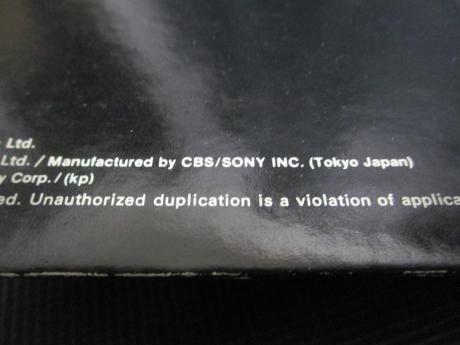 Ltd.
Ltd. / Manufactured by CBS/SONY INC. (Tokyo Japan)
y Corp. / (kp)
ed. Unauthorized duplication is a violation of applica